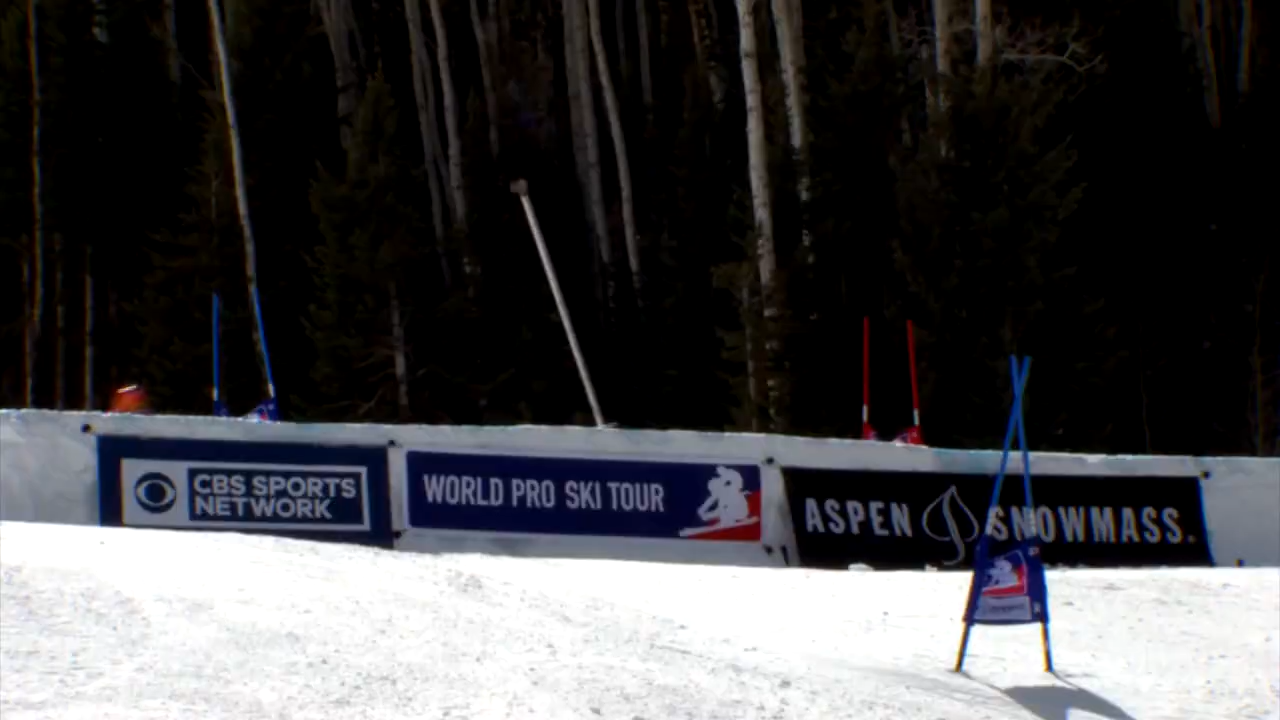 CBS SPORTS
NETWORK
WORLD PRO SKI TOUR
ASPEN SNOWMASS.